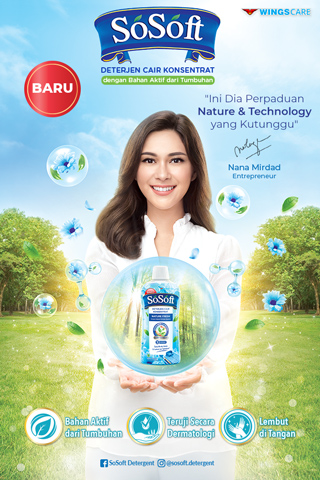 WINGSCARE
SoSoft
DETERJEN CAIR KONSENTRAT
dengan Bahan Aktif dari Tumbuhan
BARU
"Ini Dia Perpaduan
Nature & Technology
yang Kutunggu"
Nana Mirdad
Entrepreneur
SoSoft
Bahan Aktif
dari Tumbuhan
Teruji Secara
Dermatologi
Lembut
di Tangan
SoSoft Detergent
@sosoft.detergent